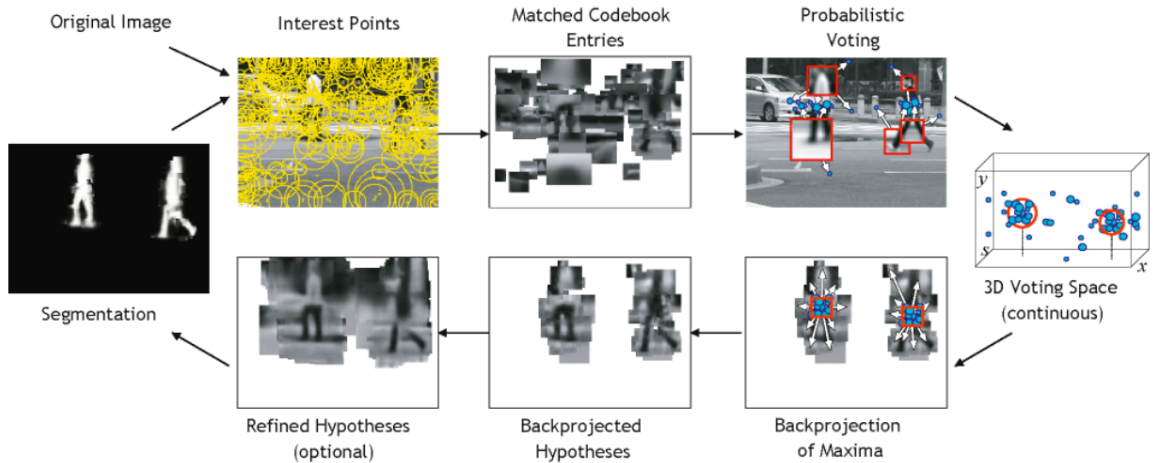 Original Image
Interest Points
Matched Codebook
Entries
Probabilistic
Voting
y
s
x
3D Voting Space
(continuous)
Segmentation
Refined Hypotheses
(optional)
Backprojected
Hypotheses
Backprojection
of Maxima